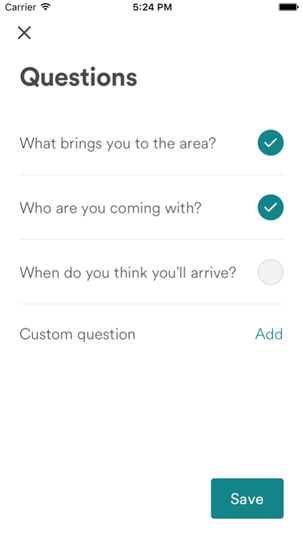 Carrier 5:24 PM
Questions
What brings you to the area?
Who are you coming with?
When do you think you'll arrive?
Custom question Add
Save